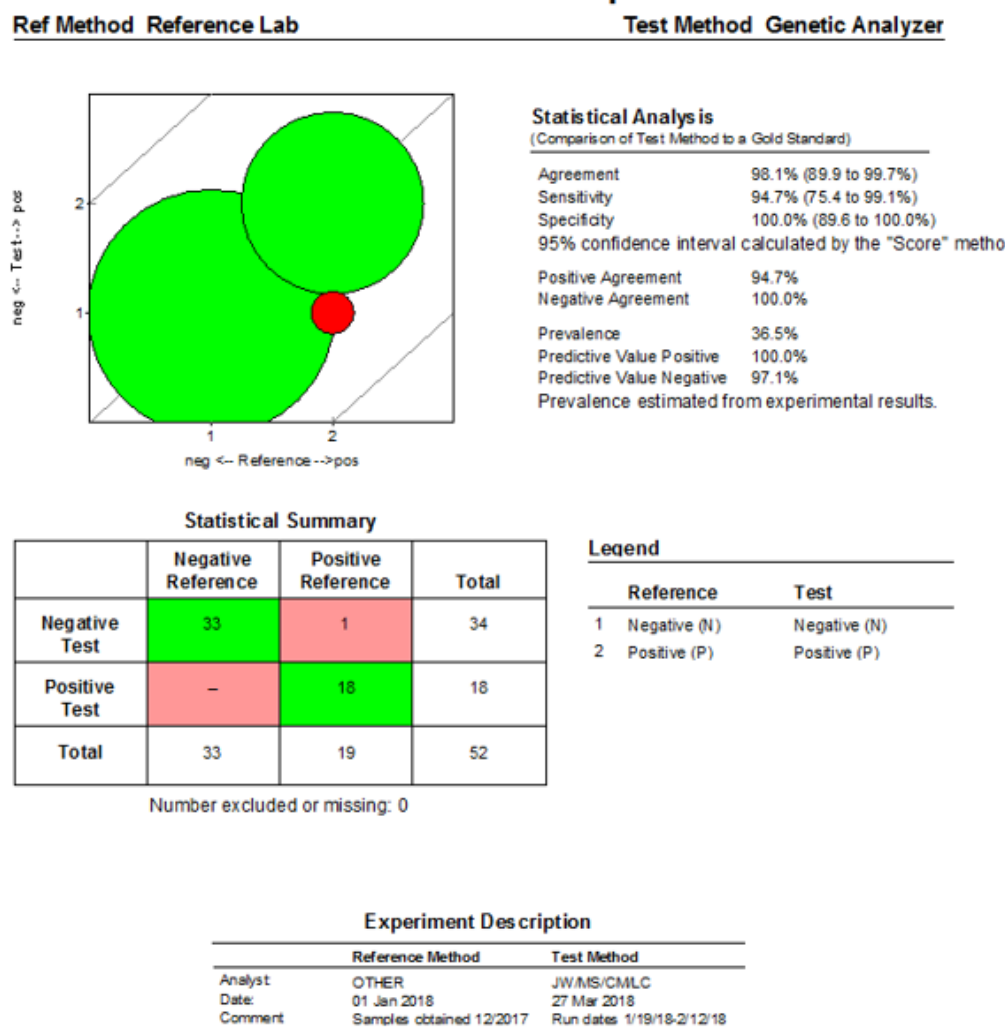 Ref Method Reference Lab Test Method Genetic Analyzer
Statistical Analysis
(Comparison of Test Method to a Gold Standard)
Agreement 98.1% (89.9 to 99.7%)
Sensitivity 94.7% (75.4 to 99.1%)
Specificity 100.0% (89.6 to 100.0%)
95% confidence interval calculated by the "Score" metho
Positive Agreement 94.7%
Negative Agreement 100.0%
Prevalence 36.5%
Predictive Value Positive 100.0%
Predictive Value Negative 97.1%
Prevalence estimated from experimental results.
neg <-- Test--> pos
2
1
1 2
neg <-- Reference -->pos
Statistical Summary
Negative Reference Positive Reference Total
Negative Test 33 1 34
Positive Test – 18 18
Total 33 19 52
Number excluded or missing: 0
Legend
Reference Test
1 Negative (N) Negative (N)
2 Positive (P) Positive (P)
Experiment Description
Reference Method Test Method
Analyst OTHER JW/MS/CM/LC
Date: 01 Jan 2018 27 Mar 2018
Comment Samples obtained 12/2017 Run dates 1/19/18-2/12/18